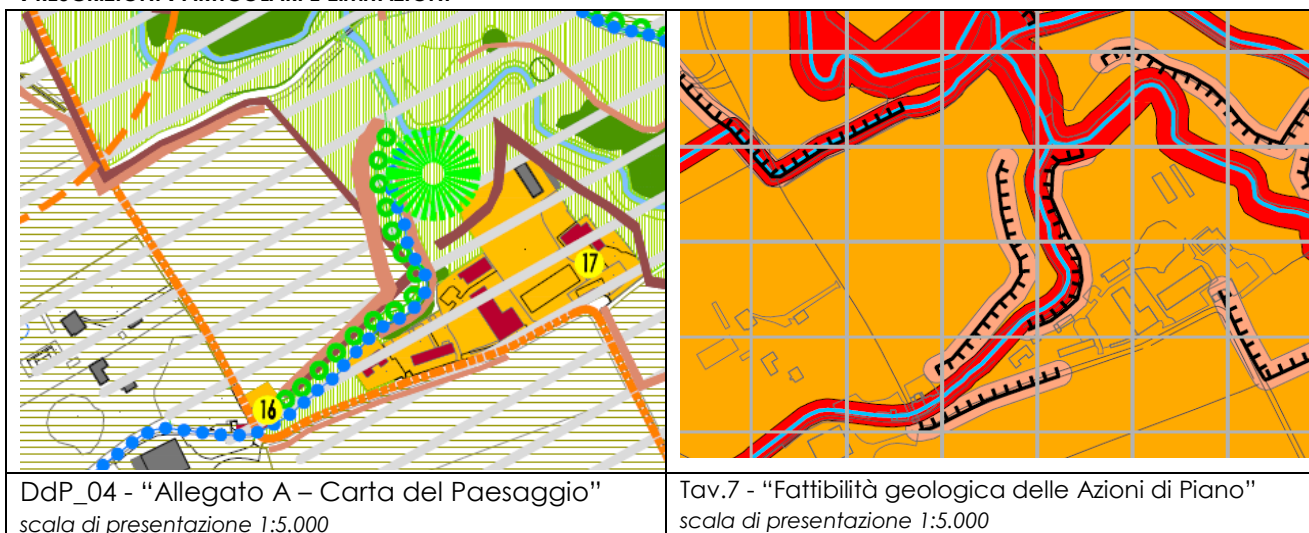 16
17
DdP_04 - “Allegato A – Carta del Paesaggio”
scala di presentazione 1:5.000
Tav.7 - “Fattibilità geologica delle Azioni di Piano”
scala di presentazione 1:5.000